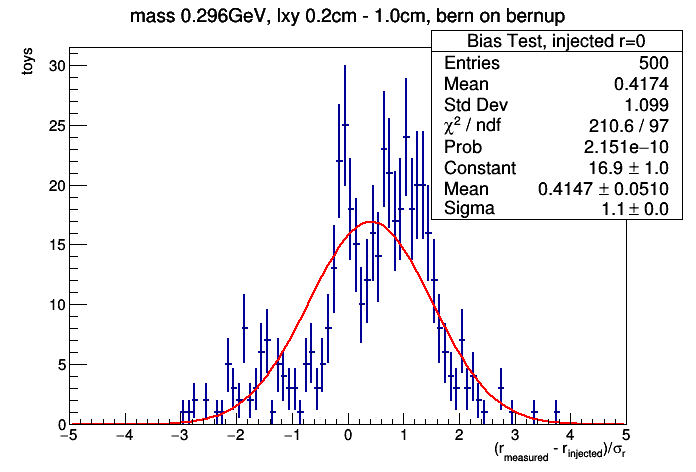 mass 0.296GeV, lxy 0.2cm - 1.0cm, bern on bernup
Bias Test, injected r=0
Entries 500
Mean 0.4174
Std Dev 1.099
χ² / ndf 210.6 / 97
Prob 2.151e−10
Constant 16.9 ± 1.0
Mean 0.4147 ± 0.0510
Sigma 1.1 ± 0.0
toys
30
25
20
15
10
5
0
−5 −4 −3 −2 −1 0 1 2 3 4 5
(r_measured - r_injected)/σ_r